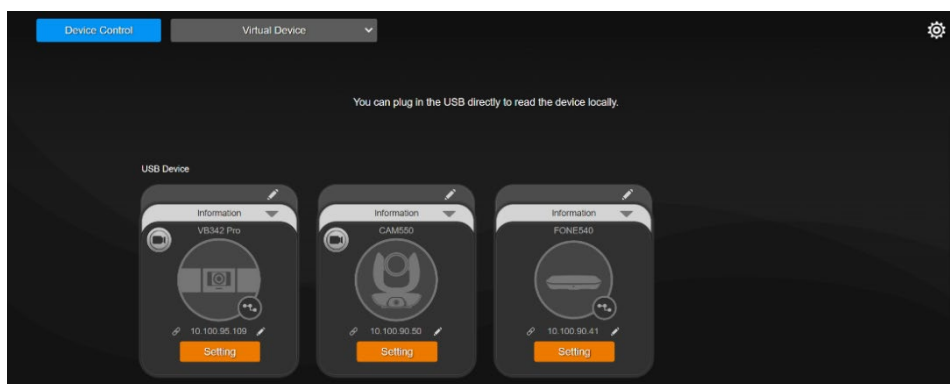 Device Control
Virtual Device
You can plug in the USB directly to read the device locally.
USB Device
Information
VB342 Pro
10.100.95.109
Setting
Information
CAM550
10.100.90.50
Setting
Information
FONE540
10.100.90.41
Setting